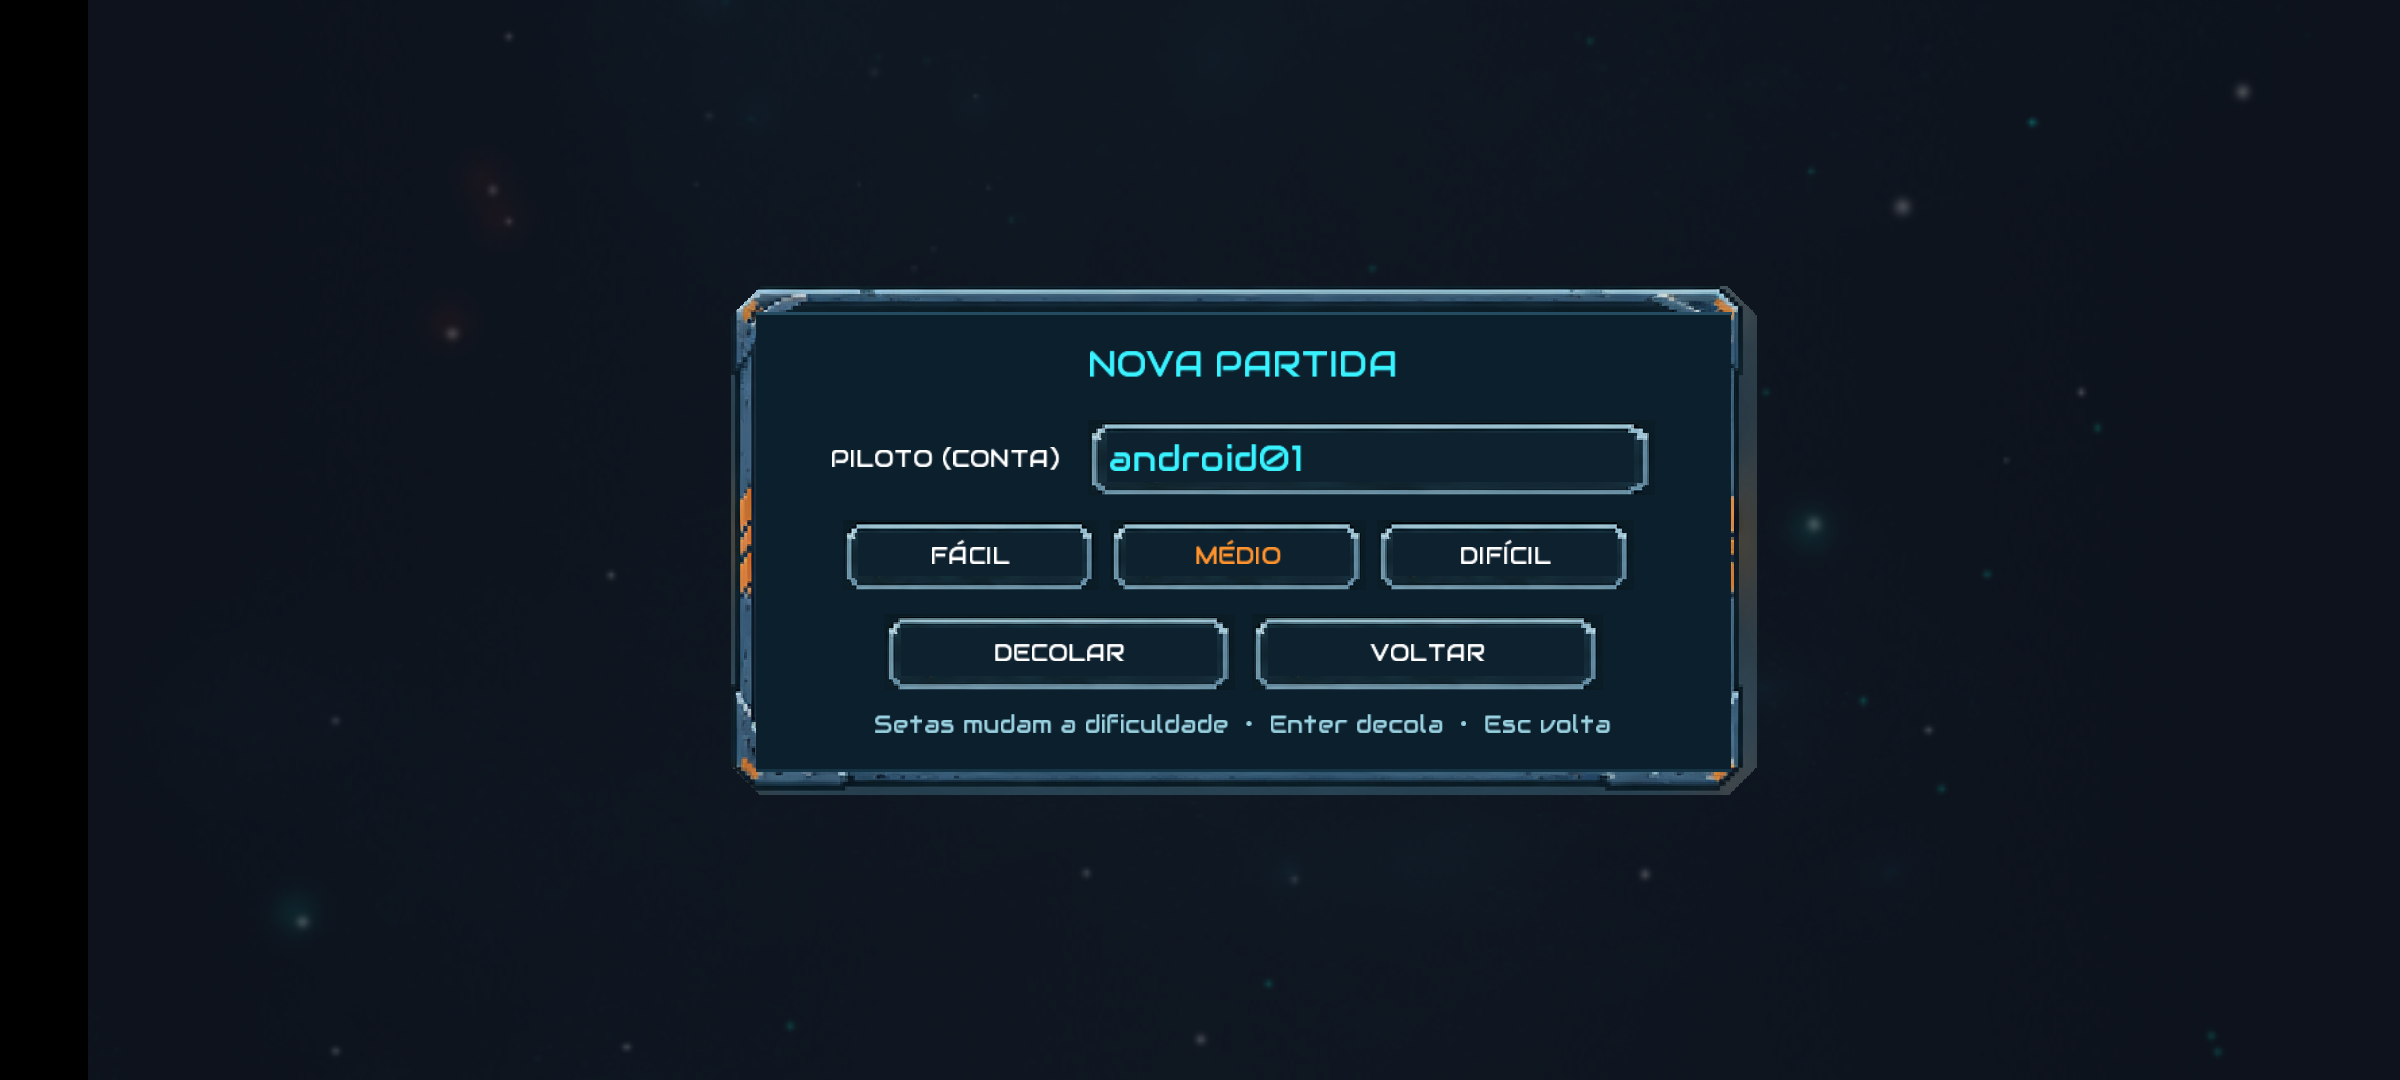 NOVA PARTIDA
PILOTO (CONTA) android01
FÁCIL MÉDIO DIFÍCIL
DECOLAR VOLTAR
Setas mudam a dificuldade • Enter decola • Esc volta